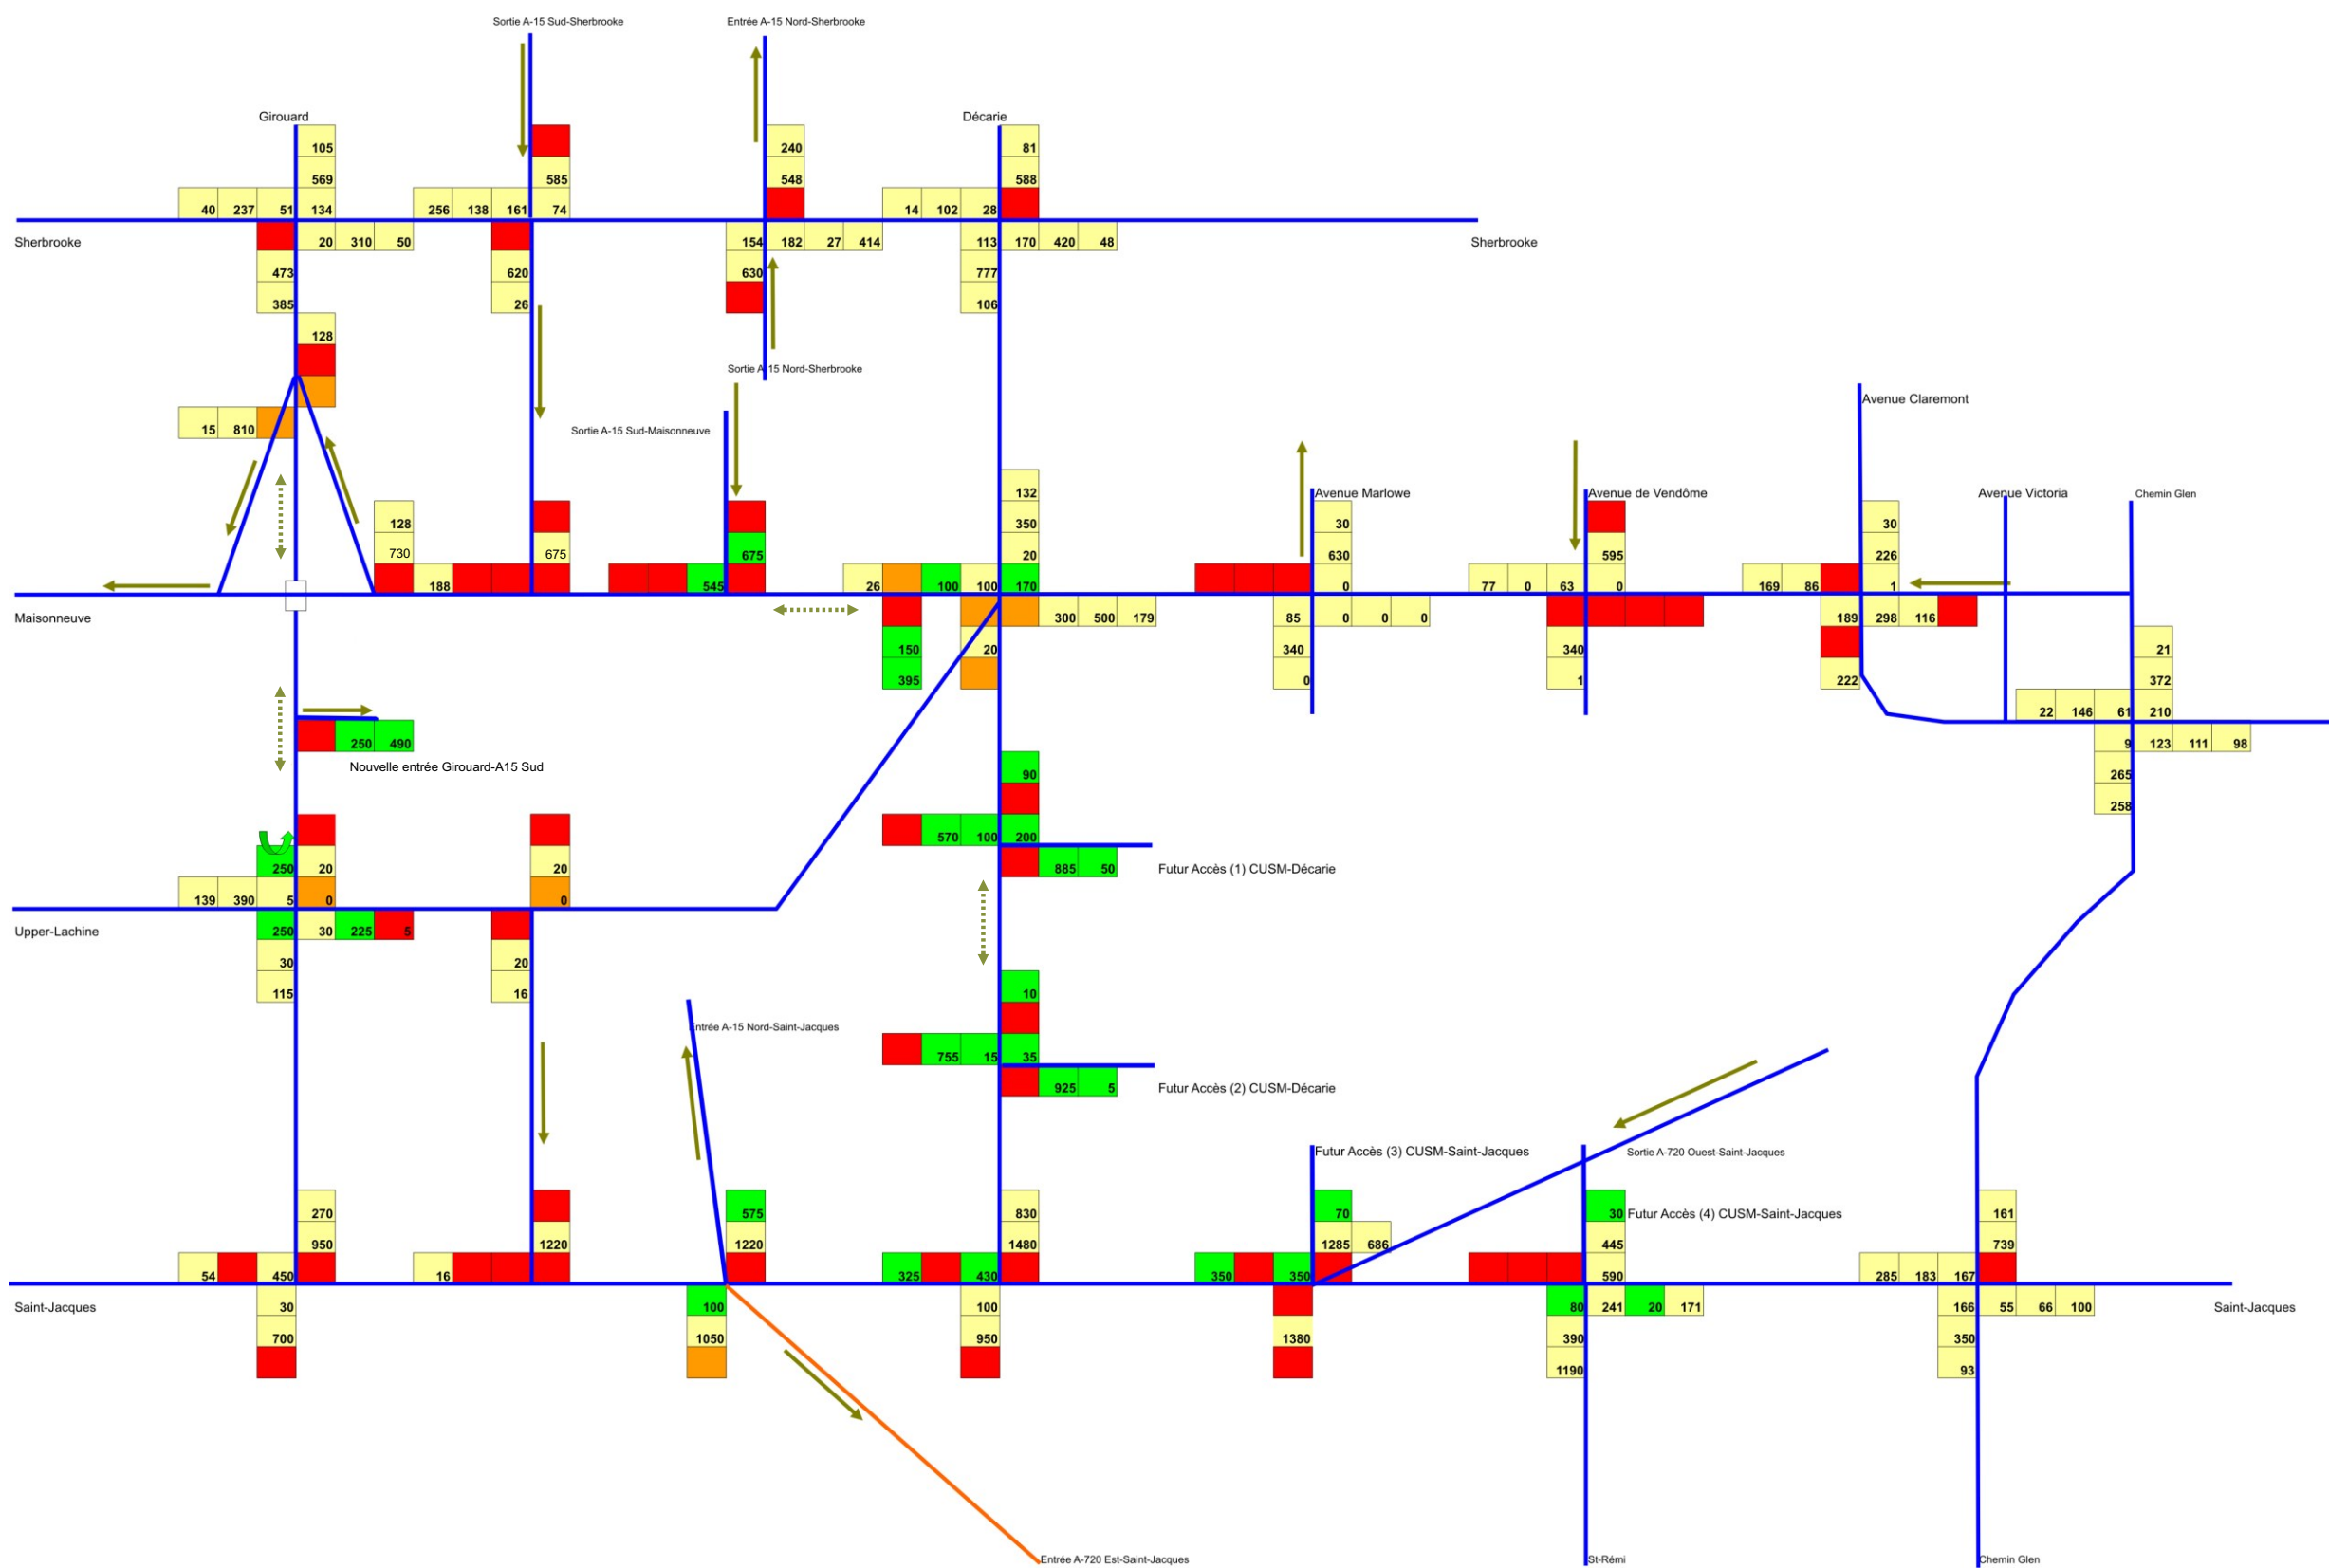 Sortie A-15 Sud-Sherbrooke Entrée A-15 Nord-Sherbrooke
Girouard Décarie
105 240 81
569 585 548 588
40 237 51 134 256 138 161 74 14 102 28
Sherbrooke 20 310 50 154 182 27 414 113 170 420 48 Sherbrooke
473 620 630 777
385 26 106
128
Sortie A-15 Nord-Sherbrooke
Avenue Claremont
15 810 Sortie A-15 Sud-Maisonneuve
132 Avenue Marlowe Avenue de Vendôme Avenue Victoria Chemin Glen
128 350 30 30
730 675 675 20 630 595 226
188 545 26 100 100 170 0 77 0 63 0 169 86 1
Maisonneuve 300 500 179 85 0 0 0 189 298 116
150 20 340 340 21
395 0 1 222 372
22 146 61 210
250 490 9 123 111 98
Nouvelle entrée Girouard-A15 Sud 90 265
258
250 20 20 570 100 200
885 50 Futur Accès (1) CUSM-Décarie
139 390 5 0 0
Upper-Lachine 250 30 225 5
30 20
115 16 10
Entrée A-15 Nord-Saint-Jacques
755 15 35
925 5 Futur Accès (2) CUSM-Décarie
Futur Accès (3) CUSM-Saint-Jacques Sortie A-720 Ouest-Saint-Jacques
270 575 830 70 30 Futur Accès (4) CUSM-Saint-Jacques 161
950 1220 1220 1480 1285 686 445 739
54 450 16 325 430 350 350 590 285 183 167
Saint-Jacques 30 100 100 80 241 20 171 166 55 66 100 Saint-Jacques
700 1050 950 1380 390 350
1190 93
Entrée A-720 Est-Saint-Jacques St-Rémi Chemin Glen